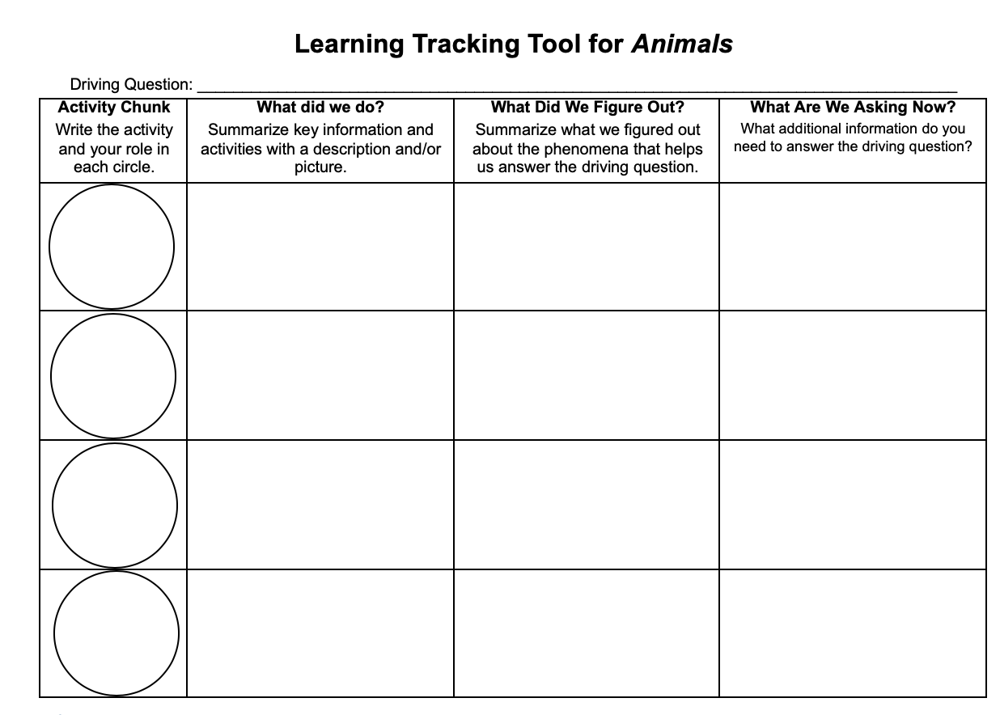 Learning Tracking Tool for Animals
Driving Question:
Activity Chunk
Write the activity
and your role in
each circle.
What did we do?
Summarize key information and
activities with a description and/or
picture.
What Did We Figure Out?
Summarize what we figured out
about the phenomena that helps
us answer the driving question.
What Are We Asking Now?
What additional information do you
need to answer the driving question?